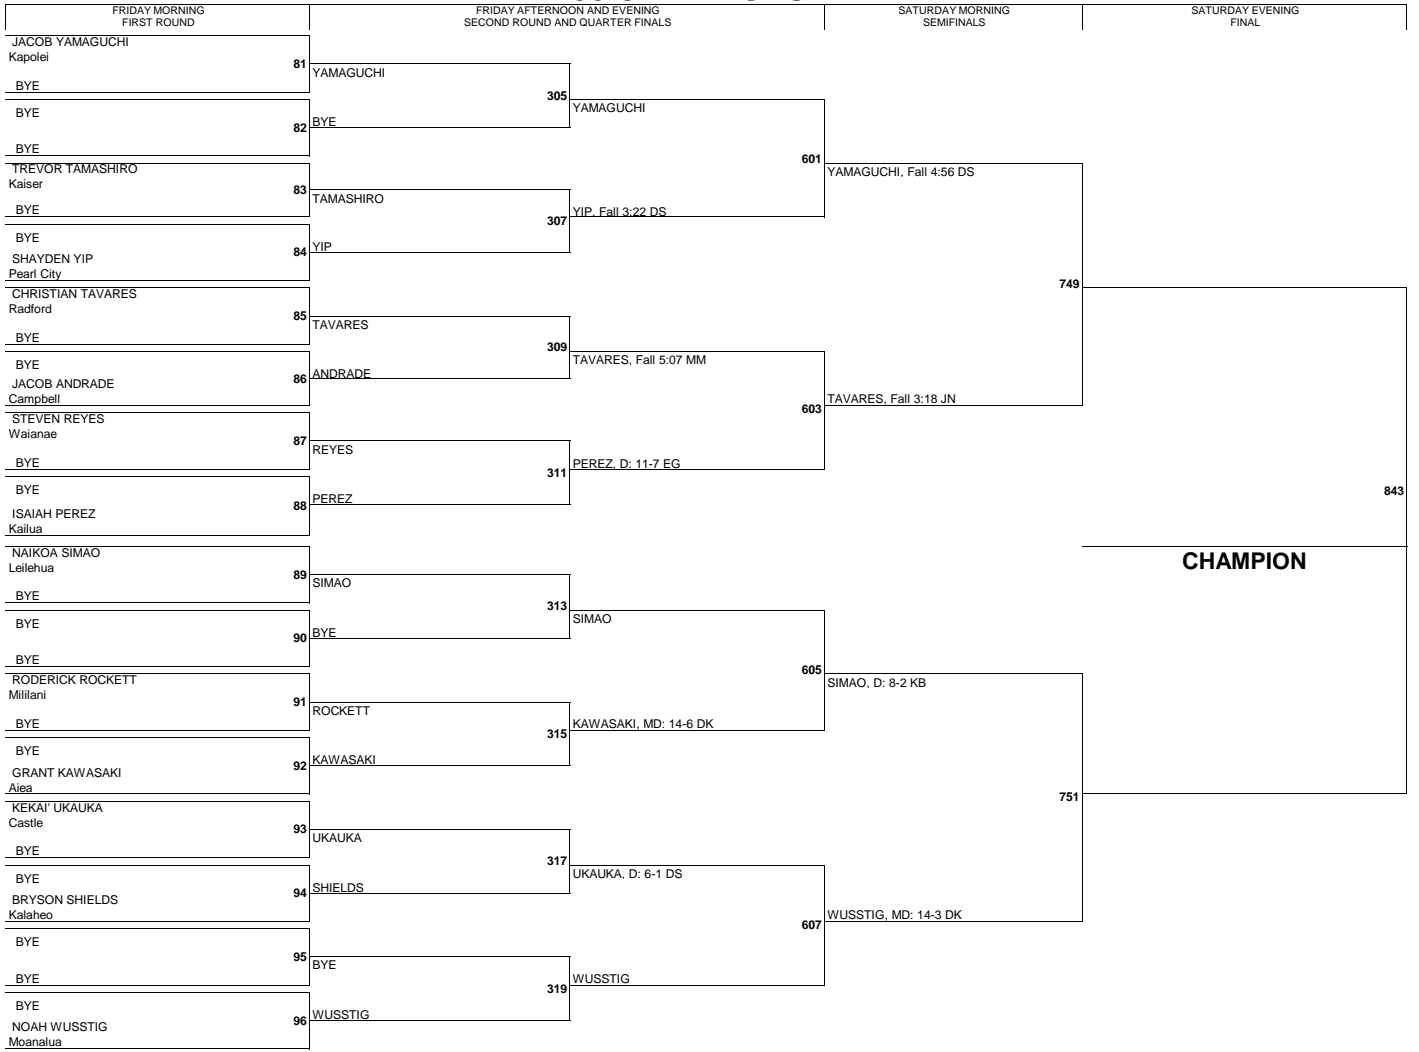 FRIDAY MORNING
FIRST ROUND
FRIDAY AFTERNOON AND EVENING
SECOND ROUND AND QUARTER FINALS
SATURDAY MORNING
SEMIFINALS
SATURDAY EVENING
FINAL
JACOB YAMAGUCHI
Kapolei
81
BYE
BYE
82
BYE
TREVOR TAMASHIRO
Kaiser
83
BYE
BYE
84
SHAYDEN YIP
Pearl City
CHRISTIAN TAVARES
Radford
85
BYE
BYE
86
JACOB ANDRADE
Campbell
STEVEN REYES
Waianae
87
BYE
BYE
88
ISAIAH PEREZ
Kailua
NAIKOA SIMAO
Leilehua
89
BYE
BYE
90
BYE
RODERICK ROCKETT
Mililani
91
BYE
BYE
92
GRANT KAWASAKI
Aiea
KEKAI' UKAUKA
Castle
93
BYE
BYE
94
BRYSON SHIELDS
Kalaheo
BYE
95
BYE
BYE
96
NOAH WUSSTIG
Moanalua
YAMAGUCHI
305
BYE
TAMASHIRO
307
YIP
TAVARES
309
ANDRADE
REYES
311
PEREZ
SIMAO
313
BYE
ROCKETT
315
KAWASAKI
UKAUKA
317
SHIELDS
BYE
319
WUSSTIG
YAMAGUCHI
601
YIP, Fall 3:22 DS
TAVARES, Fall 5:07 MM
603
PEREZ, D: 11-7 EG
SIMAO
605
KAWASAKI, MD: 14-6 DK
UKAUKA, D: 6-1 DS
607
WUSSTIG
YAMAGUCHI, Fall 4:56 DS
749
TAVARES, Fall 3:18 JN
SIMAO, D: 8-2 KB
751
WUSSTIG, MD: 14-3 DK
843
CHAMPION